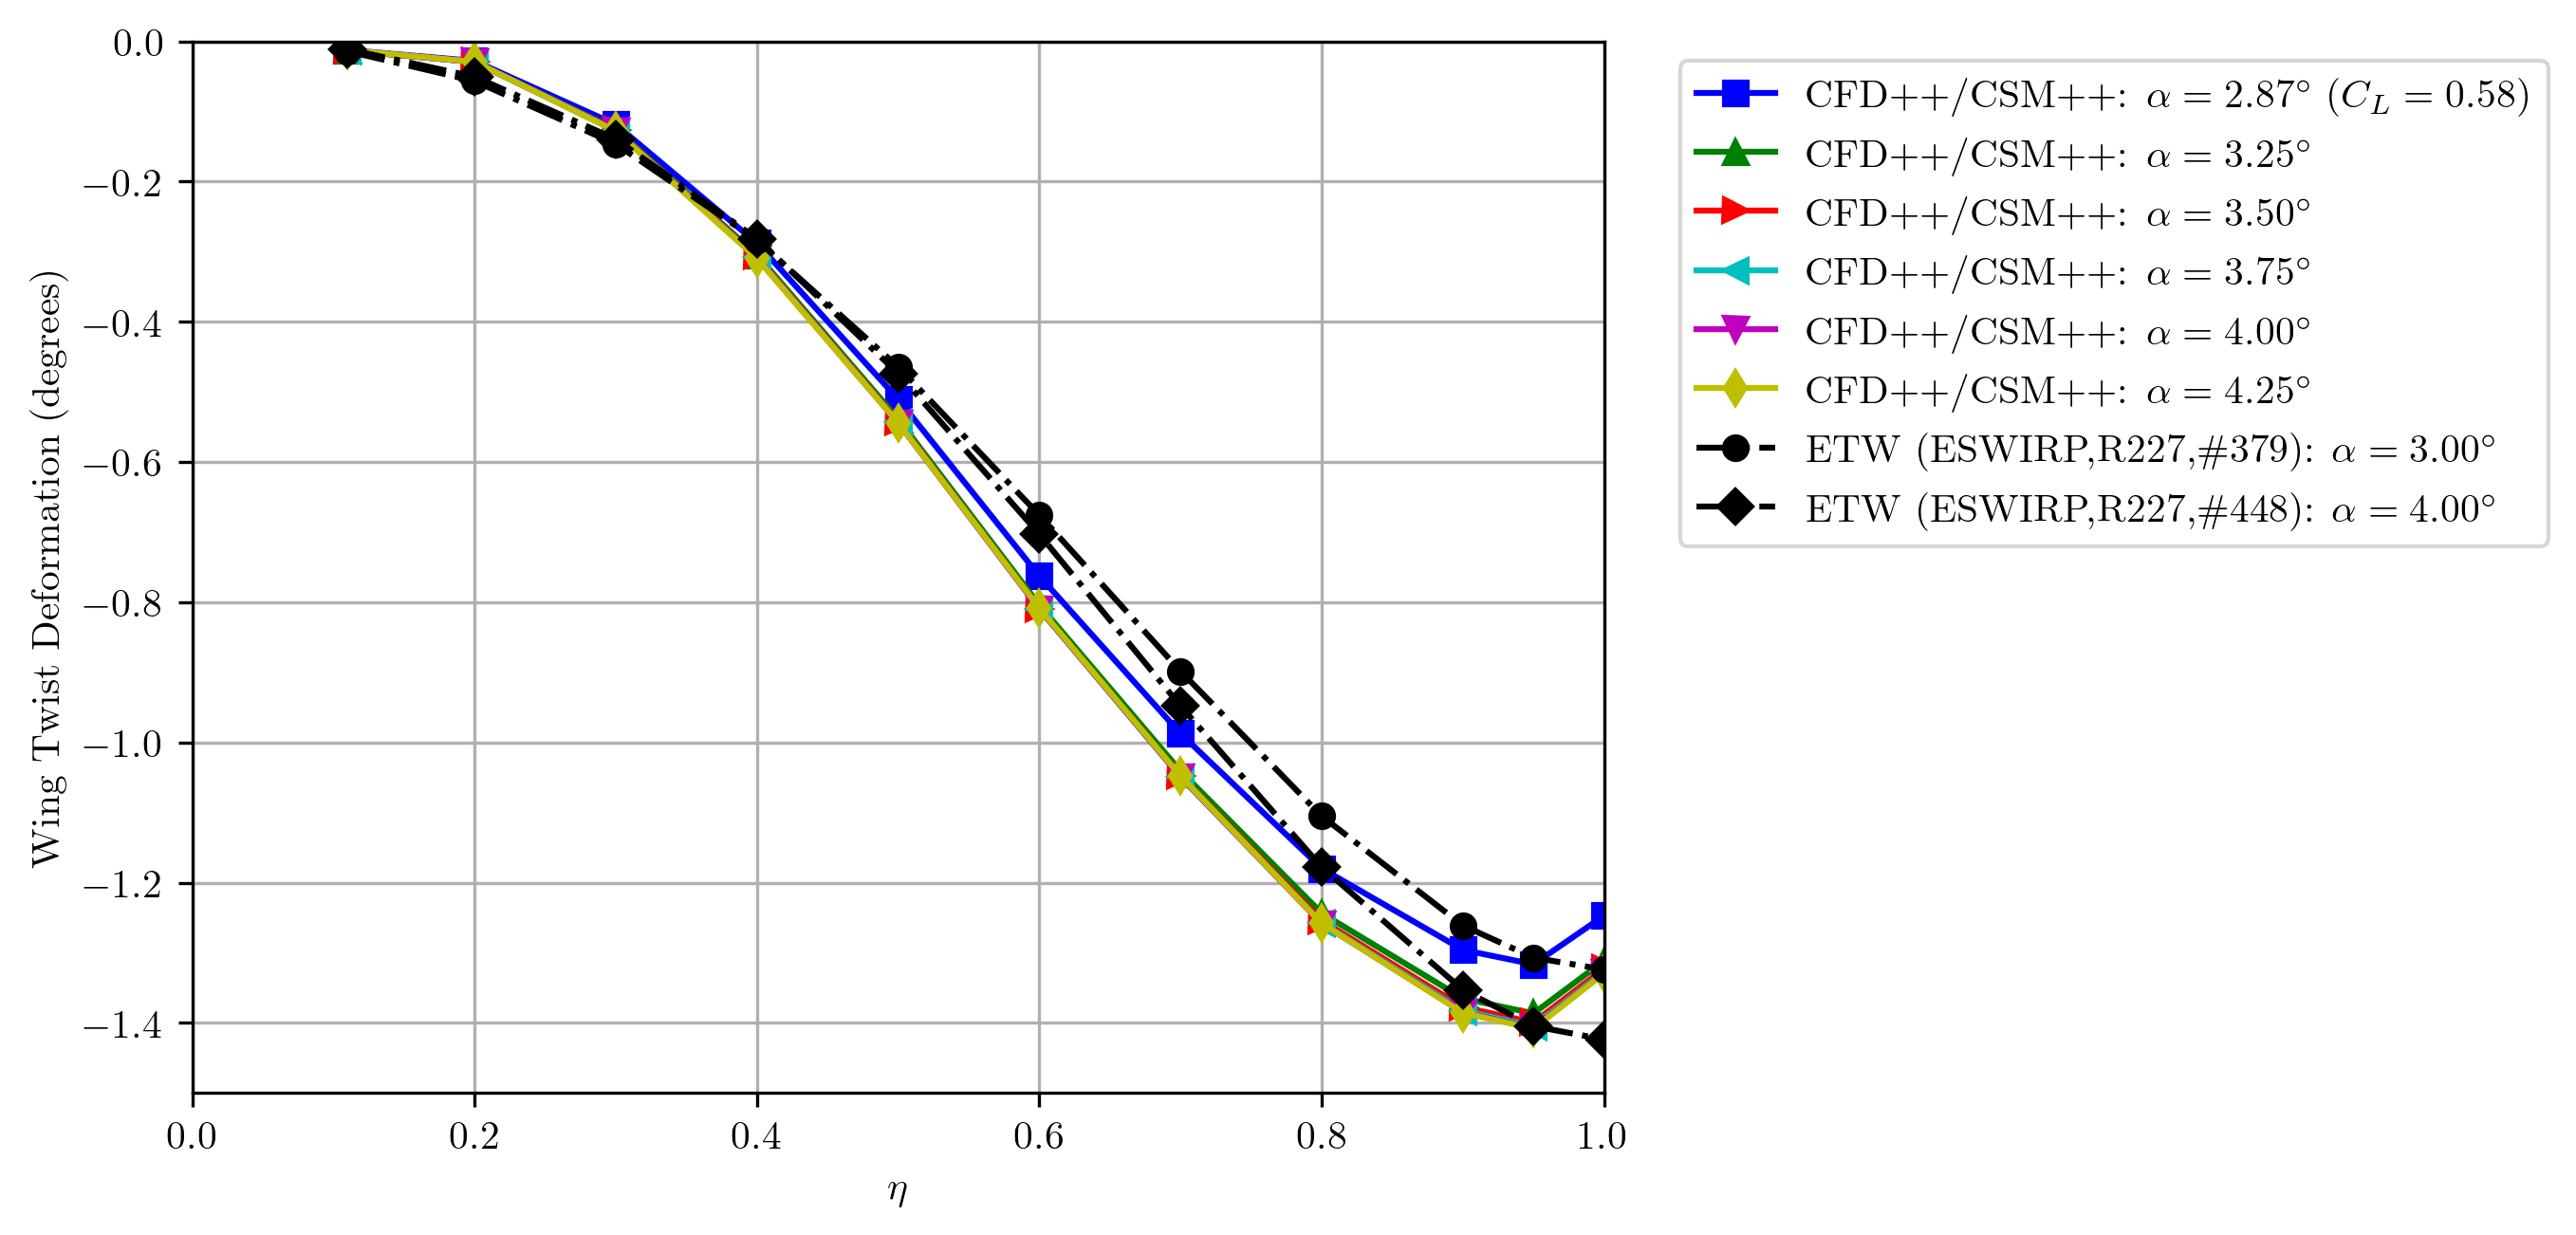 0.0
−0.2
−0.4
−0.6
−0.8
−1.0
−1.2
−1.4
Wing Twist Deformation (degrees)
0.0 0.2 0.4 0.6 0.8 1.0
η
CFD++/CSM++: α = 2.87° (C_L = 0.58)
CFD++/CSM++: α = 3.25°
CFD++/CSM++: α = 3.50°
CFD++/CSM++: α = 3.75°
CFD++/CSM++: α = 4.00°
CFD++/CSM++: α = 4.25°
ETW (ESWIRP,R227,#379): α = 3.00°
ETW (ESWIRP,R227,#448): α = 4.00°